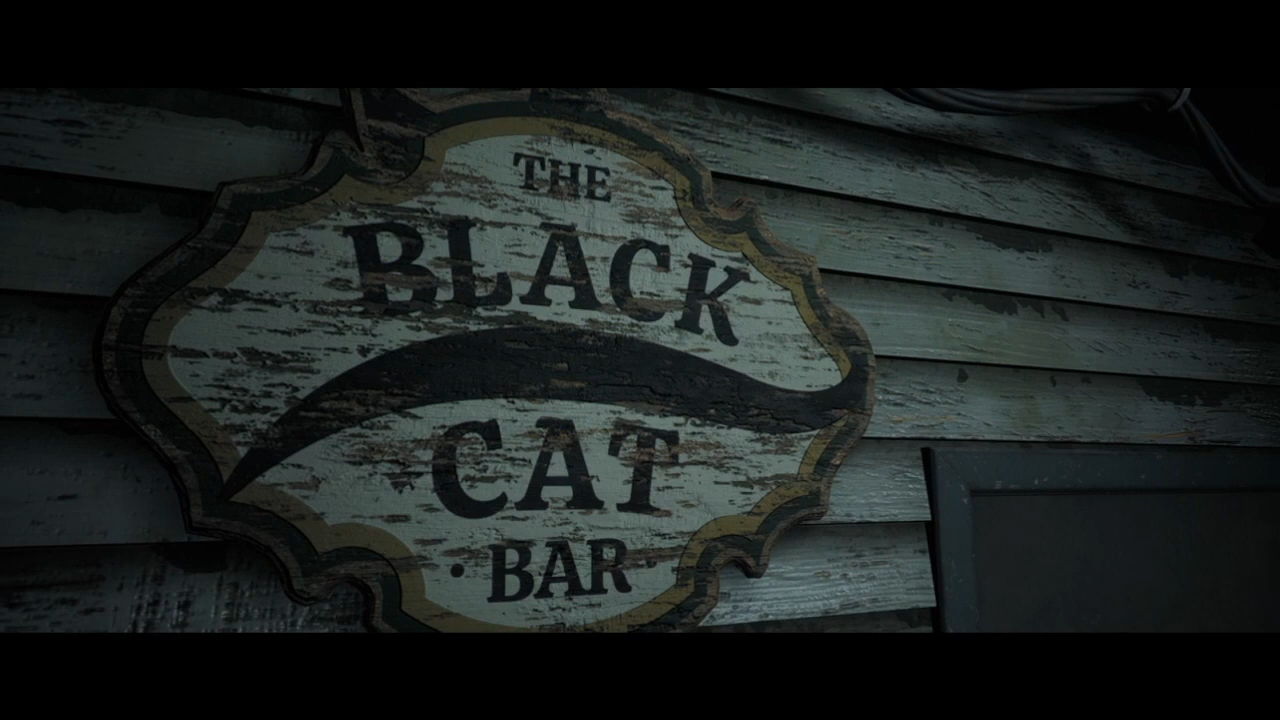 THE
BLACK
CAT
· BAR ·